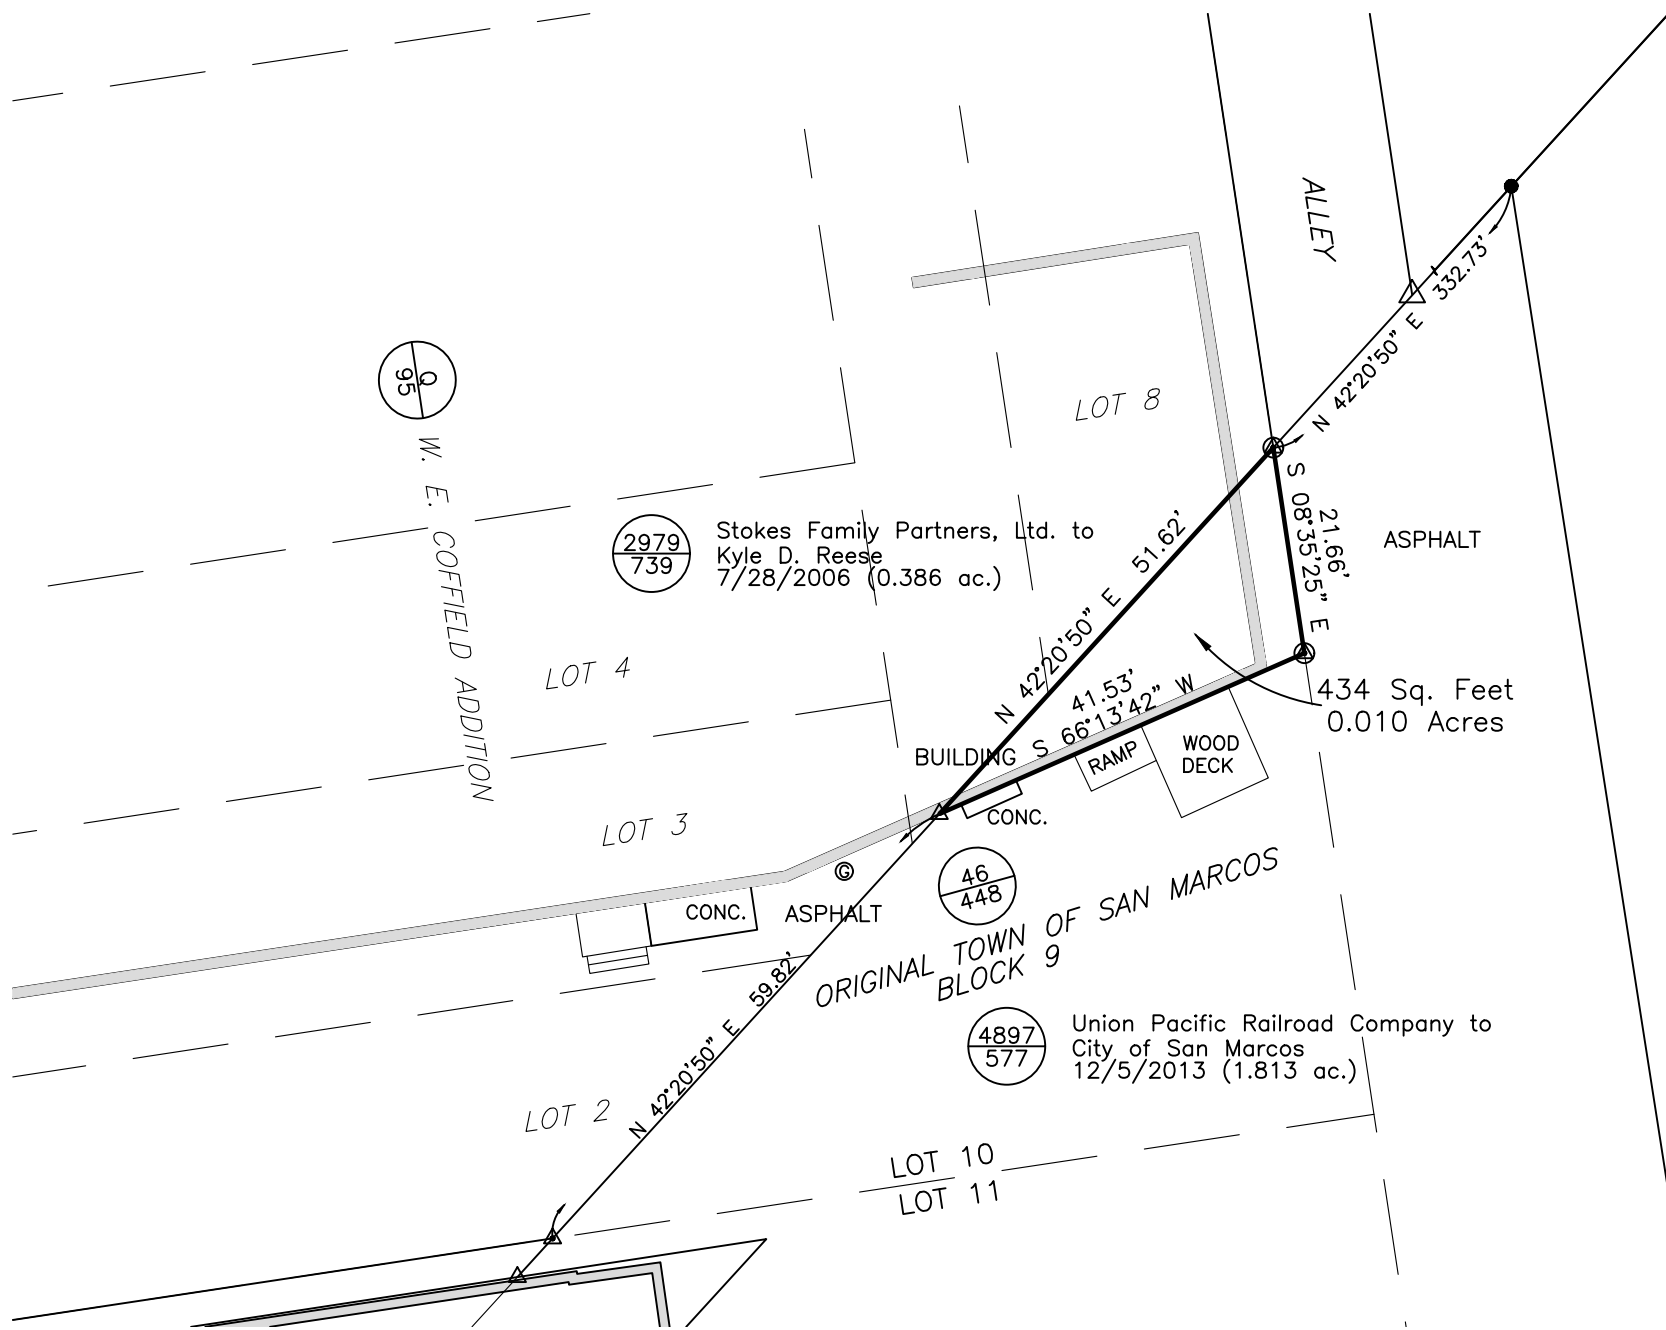 ALLEY
332.73'
N 42°20'50" E
Q
95
W. E. COFFIELD ADDITION
LOT 8
S 08°35'25" E
21.66'
ASPHALT
2979
739
Stokes Family Partners, Ltd. to
Kyle D. Reese
7/28/2006 (0.386 ac.)
N 42°20'50" E 51.62'
LOT 4
434 Sq. Feet
0.010 Acres
41.53'
S 66°13'42" W
BUILDING
RAMP
WOOD
DECK
CONC.
LOT 3
G
46
448
CONC.
ASPHALT
ORIGINAL TOWN OF SAN MARCOS
BLOCK 9
N 42°20'50" E 59.82'
4897
577
Union Pacific Railroad Company to
City of San Marcos
12/5/2013 (1.813 ac.)
LOT 2
LOT 10
LOT 11